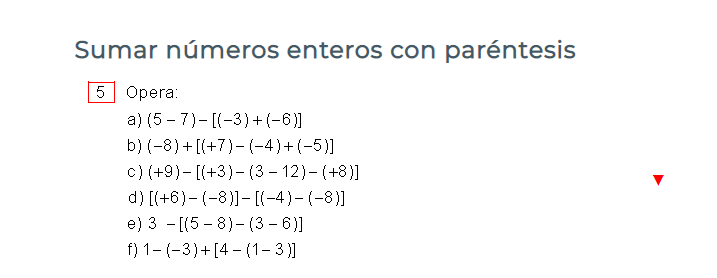 Sumar números enteros con paréntesis
5 Opera:
a) (5 – 7) – [(–3) + (–6)]
b) (–8) + [(+7) – (–4) + (–5)]
c) (+9) – [(+3) – (3 – 12) – (+8)]
d) [(+6) – (–8)] – [(–4) – (–8)]
e) 3 – [(5 – 8) – (3 – 6)]
f) 1 – (–3) + [4 – (1 – 3)]